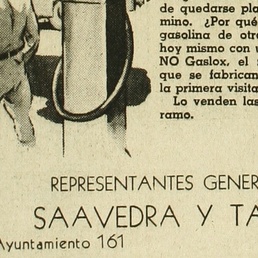 de quedarse pla
mino. ¿Por qué
gasolina de otro
hoy mismo con u
NO Gaslox, el
que se fabrican
la primera visita
Lo venden las
ramo.
REPRESENTANTES GENER
SAAVEDRA Y TA
Ayuntamiento 161